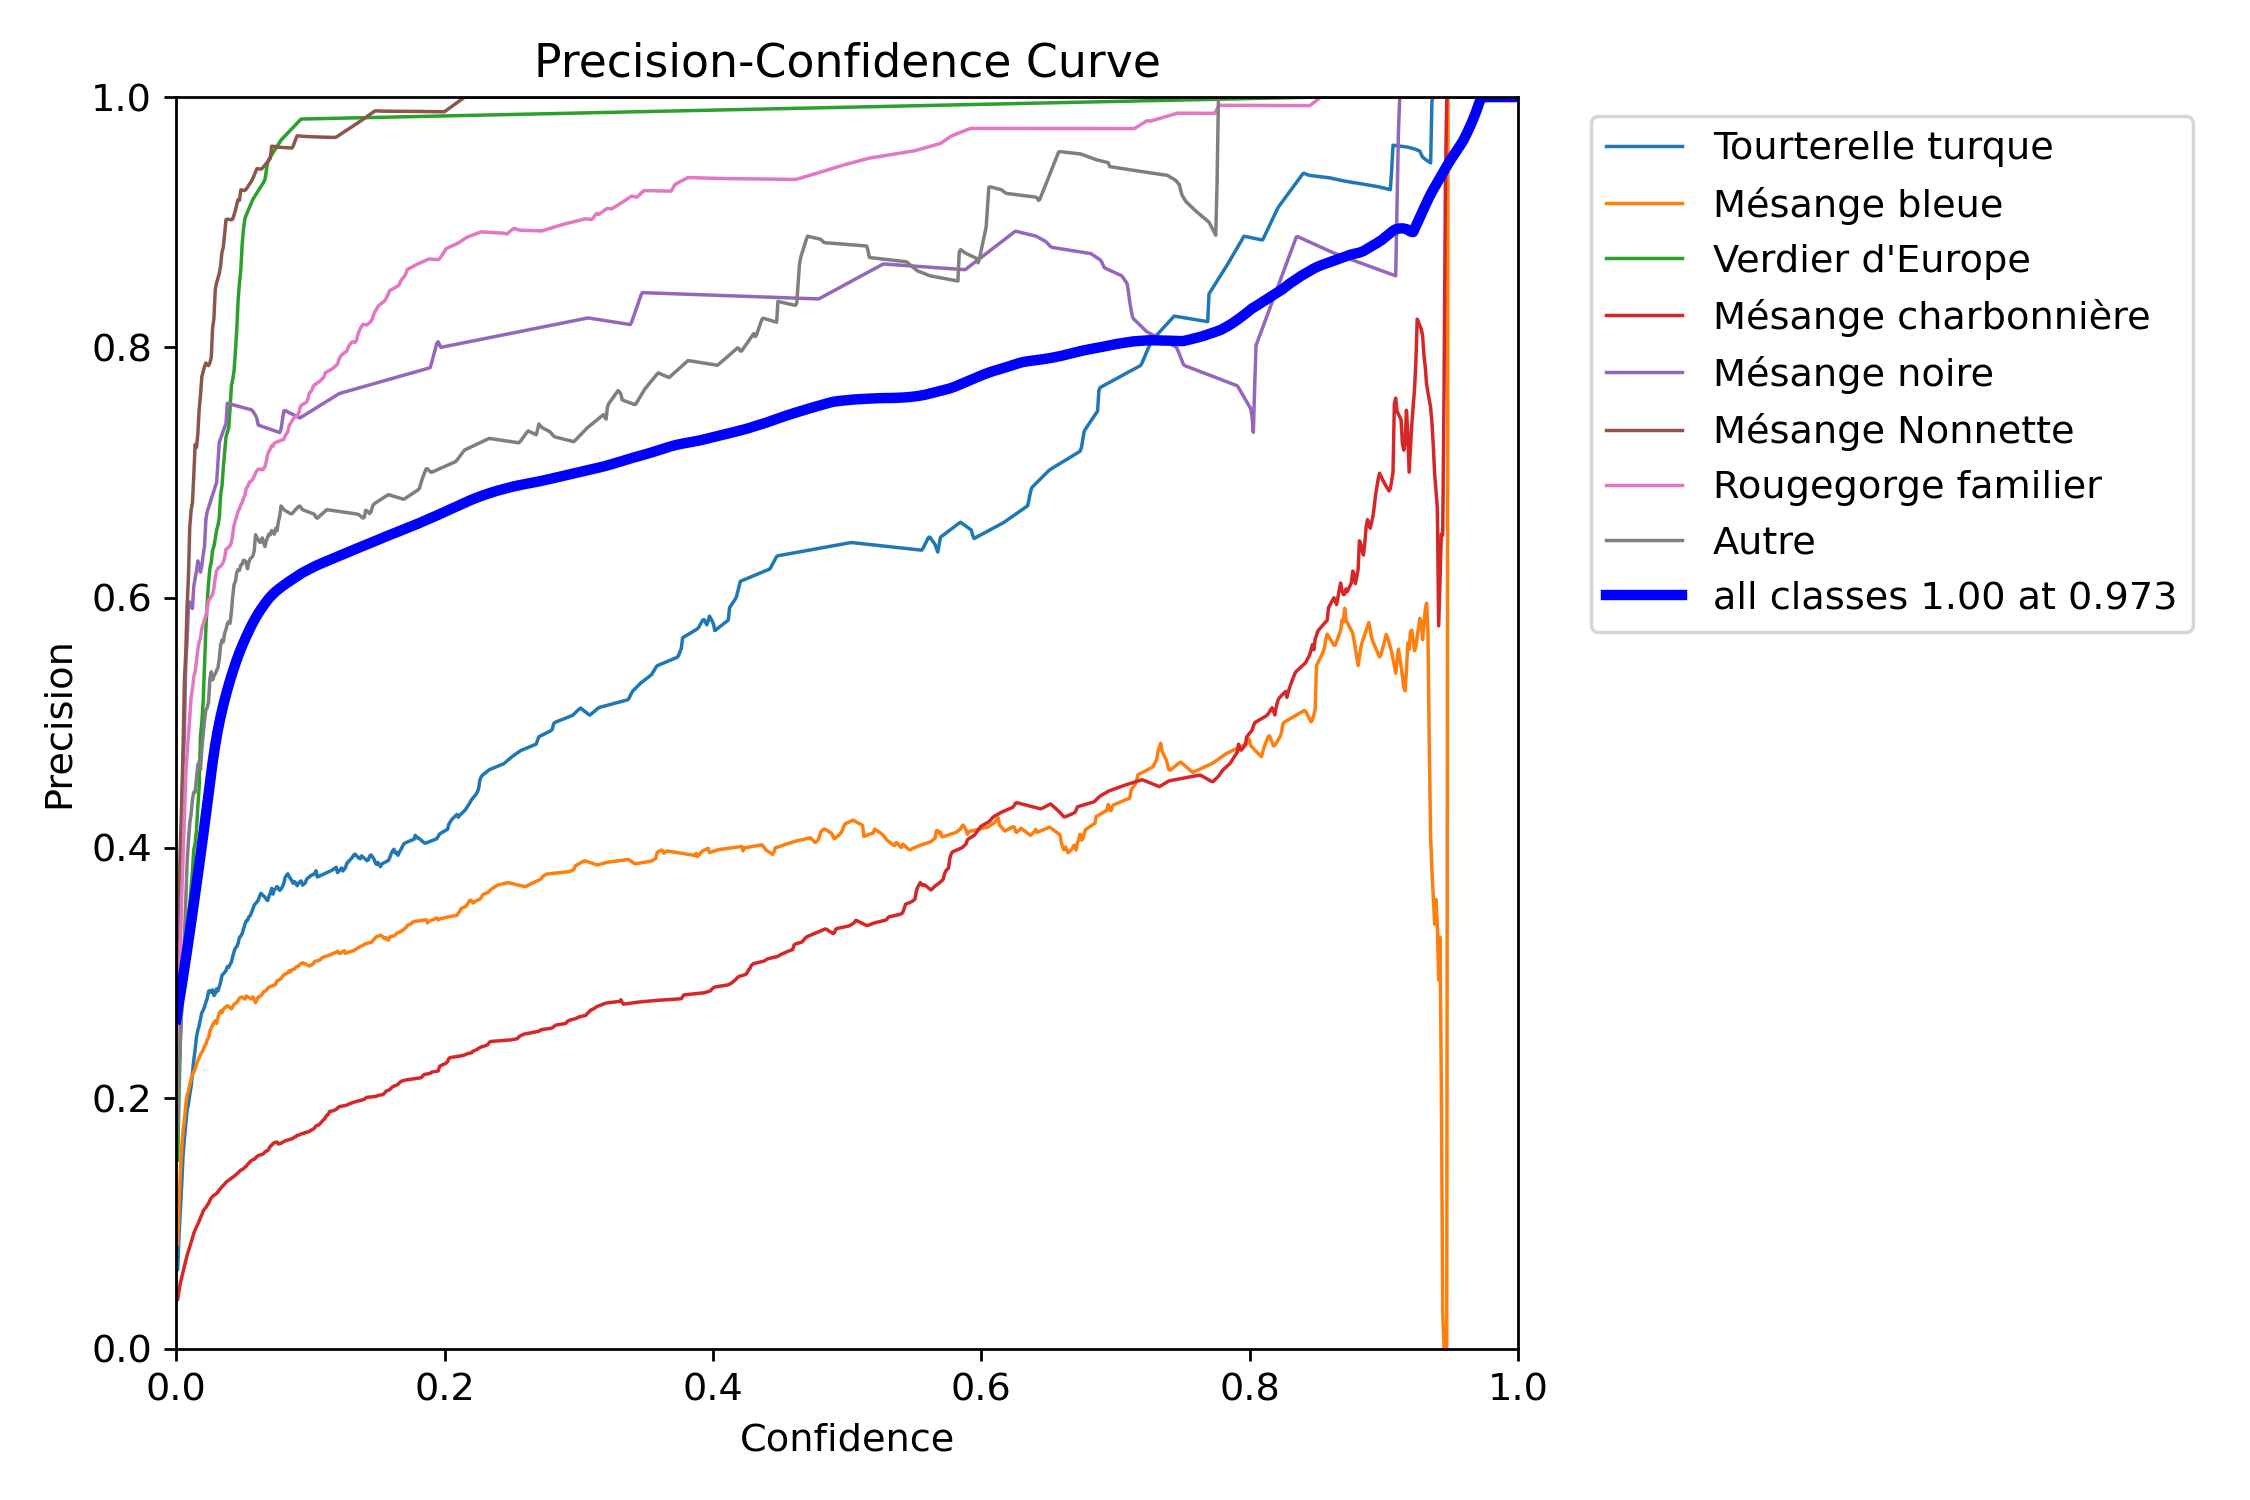 Precision-Confidence Curve
1.0
0.8
0.6
0.4
0.2
0.0
Precision
0.0 0.2 0.4 0.6 0.8 1.0
Confidence
Tourterelle turque
Mésange bleue
Verdier d'Europe
Mésange charbonnière
Mésange noire
Mésange Nonnette
Rougegorge familier
Autre
all classes 1.00 at 0.973